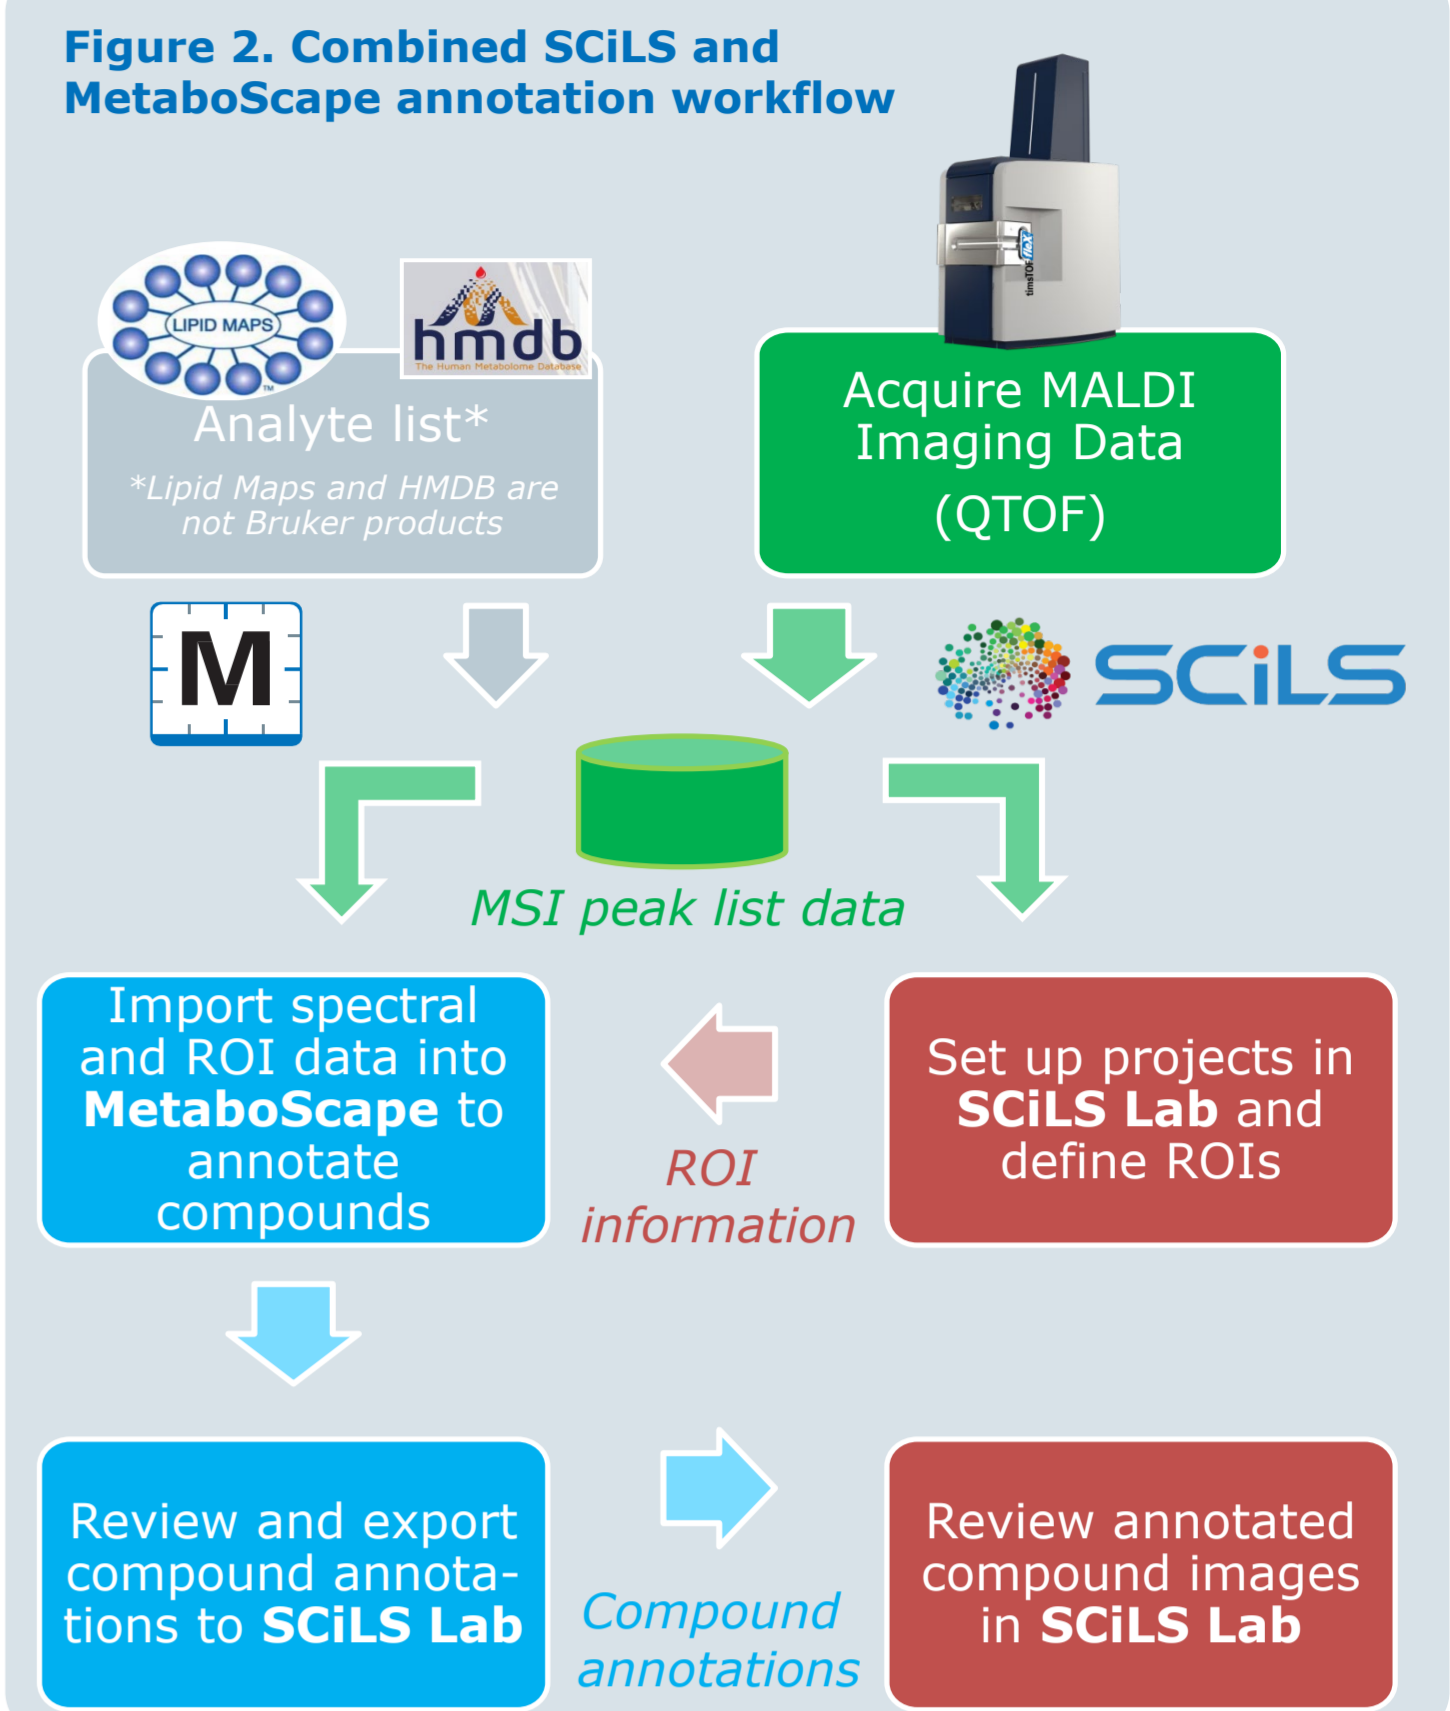 Figure 2. Combined SCiLS and
MetaboScape annotation workflow
timsTOF fleX
LIPID MAPS
TM
hmdb
The Human Metabolome Database
Analyte list*
*Lipid Maps and HMDB are
not Bruker products
Acquire MALDI
Imaging Data
(QTOF)
M
SCiLS
MSI peak list data
Import spectral
and ROI data into
MetaboScape to
annotate
compounds
ROI
information
Set up projects in
SCiLS Lab and
define ROIs
Review and export
compound annota-
tions to SCiLS Lab
Compound
annotations
Review annotated
compound images
in SCiLS Lab